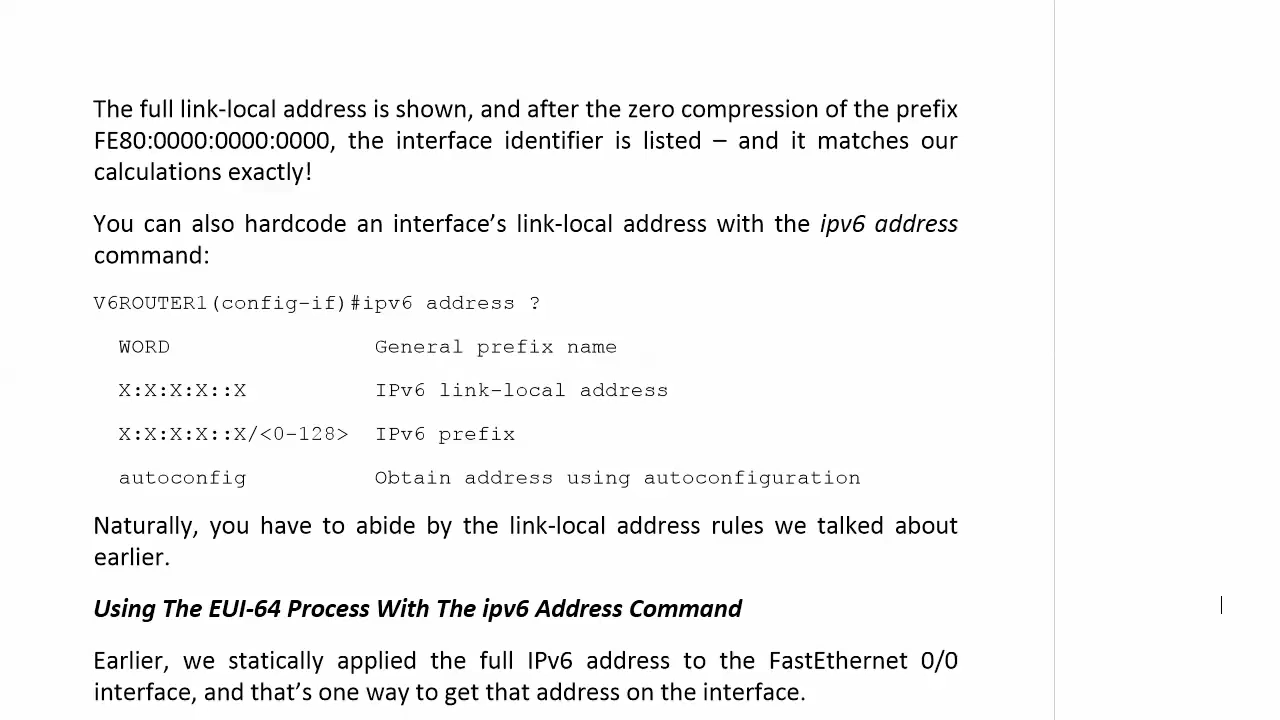 The full link-local address is shown, and after the zero compression of the prefix
FE80:0000:0000:0000, the interface identifier is listed – and it matches our
calculations exactly!
You can also hardcode an interface’s link-local address with the ipv6 address
command:
V6ROUTER1(config-if)#ipv6 address ?
WORD General prefix name
X:X:X:X::X IPv6 link-local address
X:X:X:X::X/<0-128> IPv6 prefix
autoconfig Obtain address using autoconfiguration
Naturally, you have to abide by the link-local address rules we talked about
earlier.
Using The EUI-64 Process With The ipv6 Address Command
Earlier, we statically applied the full IPv6 address to the FastEthernet 0/0
interface, and that’s one way to get that address on the interface.